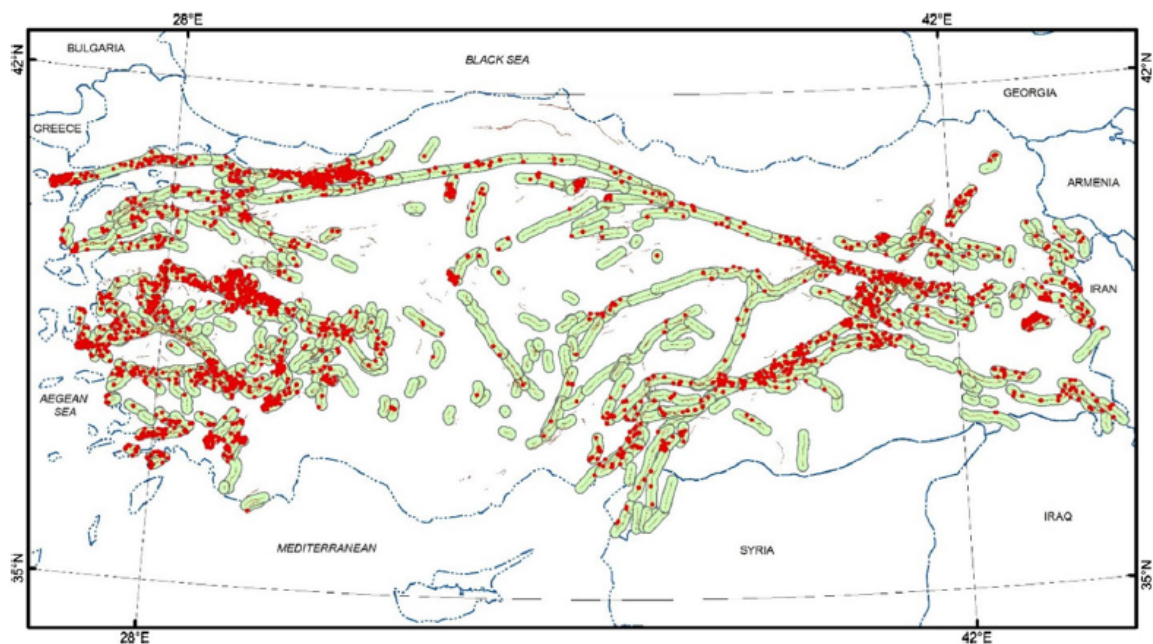 28°E
42°E
42°N
42°N
BULGARIA
BLACK SEA
GEORGIA
GREECE
ARMENIA
IRAN
AEGEAN
SEA
IRAQ
MEDITERRANEAN
SYRIA
35°N
35°N
28°E
42°E